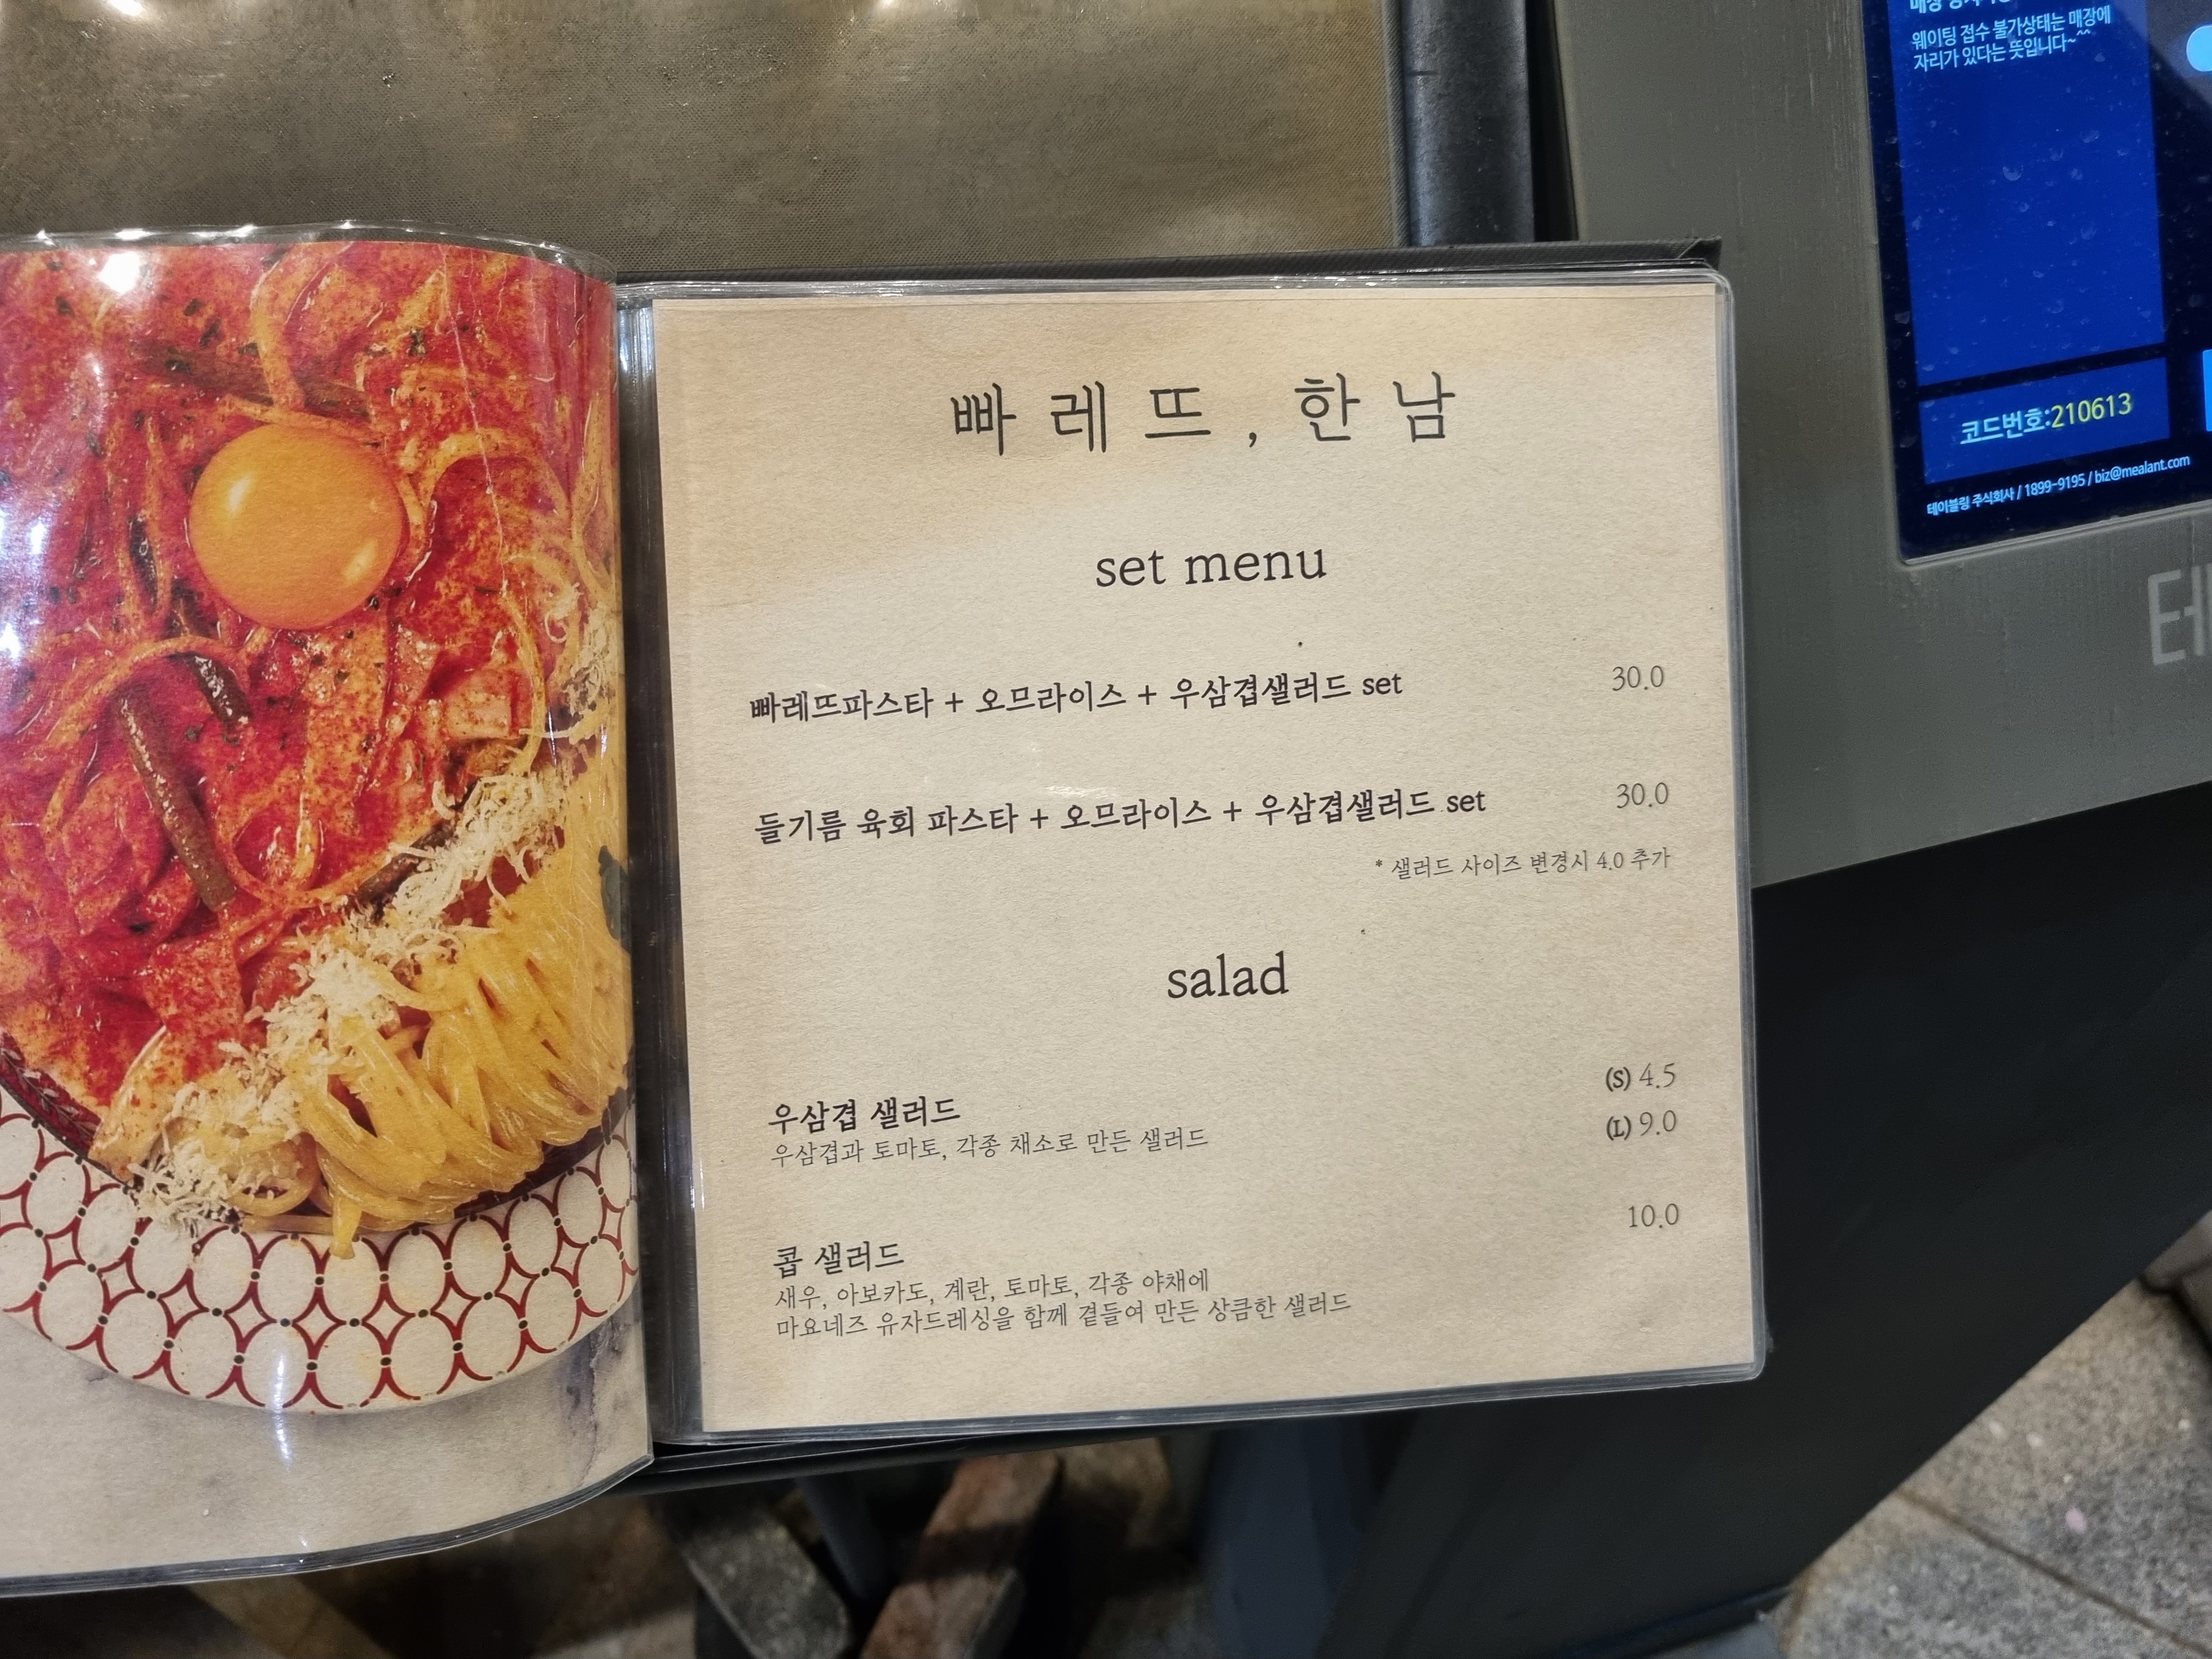 빠레뜨, 한남
set menu
빠레뜨파스타 + 오므라이스 + 우삼겹샐러드 set 30.0
들기름 육회 파스타 + 오므라이스 + 우삼겹샐러드 set 30.0
* 샐러드 사이즈 변경시 4.0 추가
salad
우삼겹 샐러드 (S) 4.5
우삼겹과 토마토, 각종 채소로 만든 샐러드 (L) 9.0
콥 샐러드 10.0
새우, 아보카도, 계란, 토마토, 각종 야채에
마요네즈 유자드레싱을 함께 곁들여 만든 상큼한 샐러드
웨이팅 접수 불가상태는 매장에
자리가 있다는 뜻입니다~^^
코드번호:210613
테이블링 주식회사 / 1899-9195 / biz@mealant.com
테